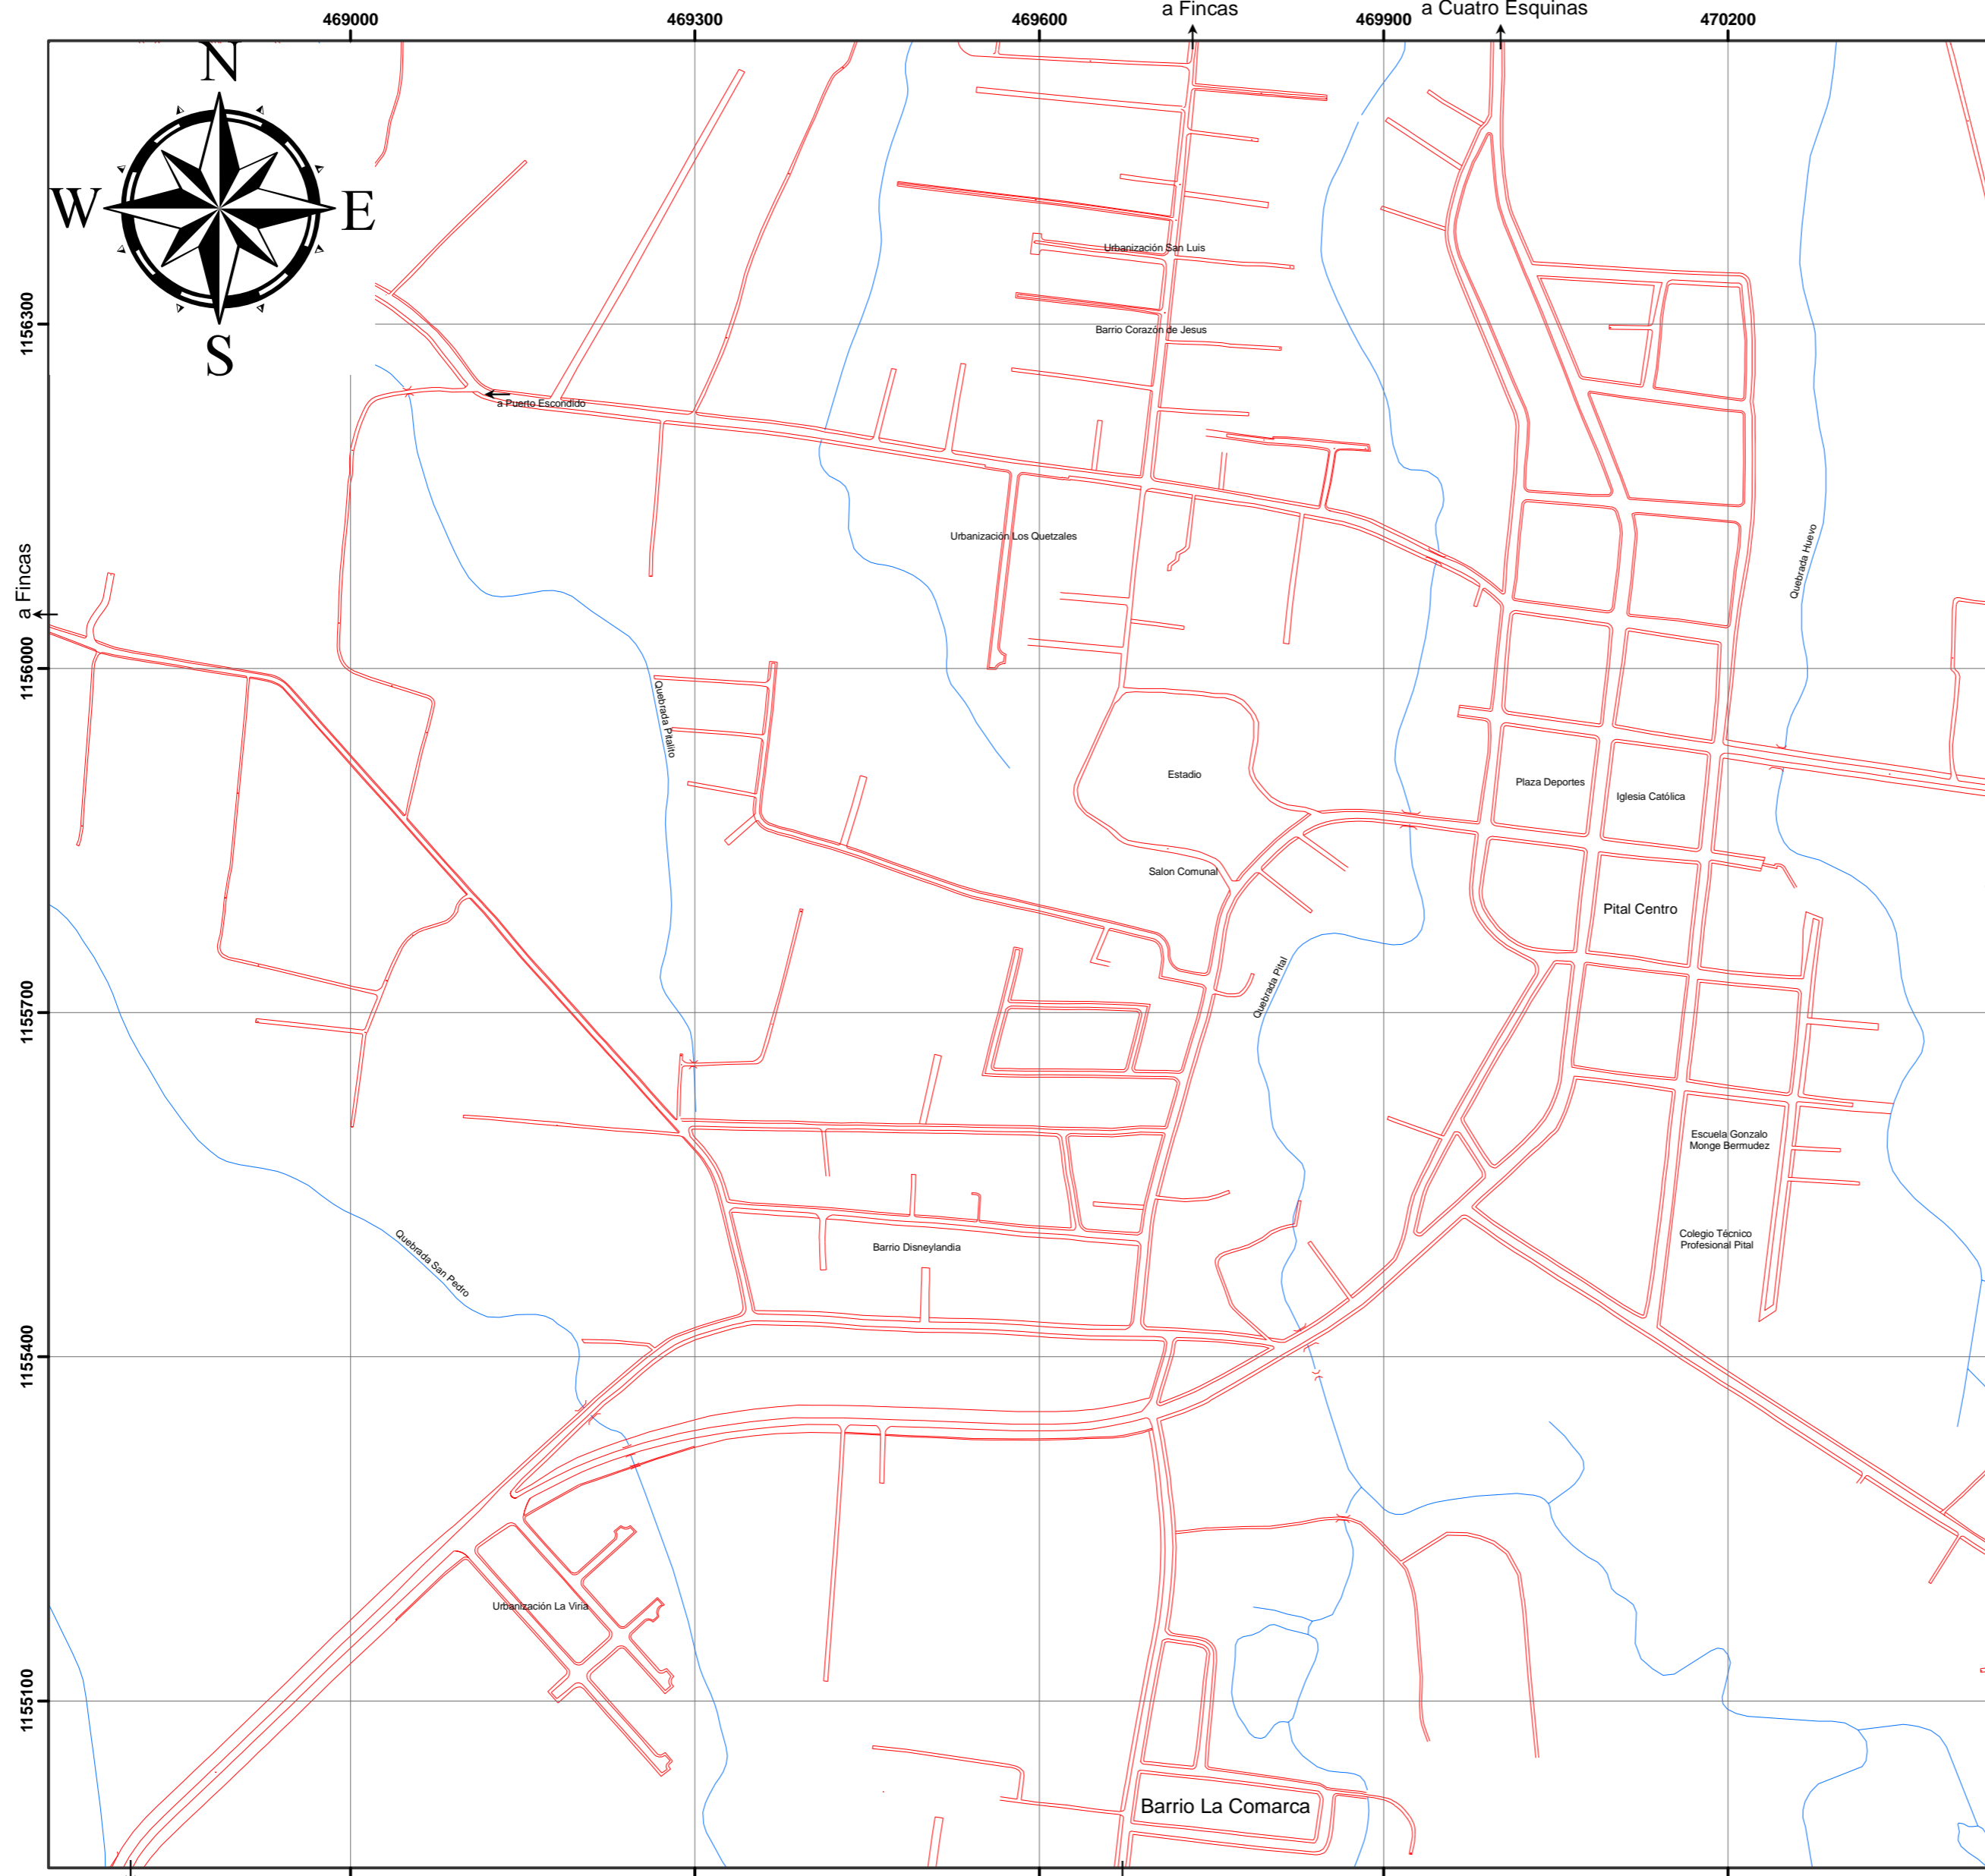 a Fincas
a Cuatro Esquinas
469000
469300
469600
469900
470200
N
W
E
S
Urbanización San Luis
1156300
Barrio Corazón de Jesus
a Puerto Escondido
Urbanización Los Quetzales
Quebrada Huevo
a Fincas
1156000
Quebrada Pitalito
Estadio
Plaza Deportes
Iglesia Católica
Salon Comunal
Pital Centro
Quebrada Pital
1155700
Escuela Gonzalo
Monge Bermudez
Colegio Técnico
Profesional Pital
Barrio Disneylandia
Quebrada San Pedro
1155400
Urbanización La Viria
1155100
Barrio La Comarca